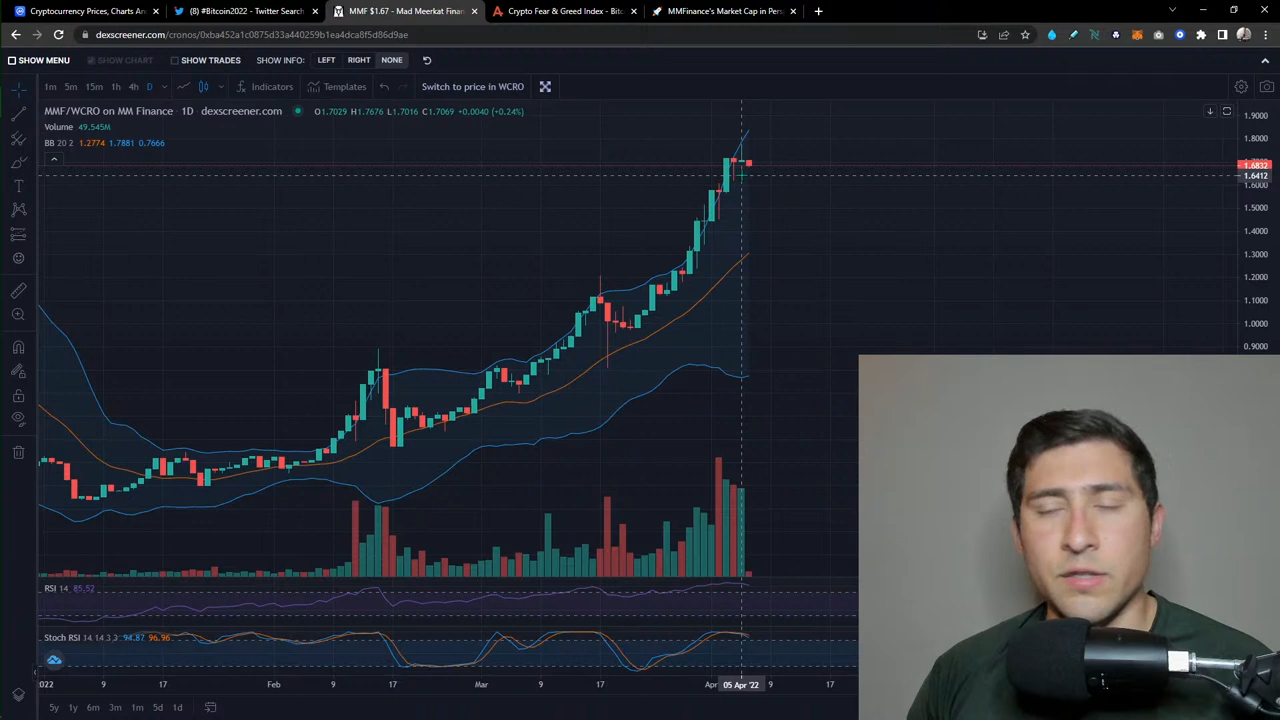 Cryptocurrency Prices, Charts An
(8) #Bitcoin2022 - Twitter Search
MMF $1.67 - Mad Meerkat Finan
Crypto Fear & Greed Index - Bitc
MMFinance's Market Cap in Pers
dexscreener.com/cronos/0xba452a1c0875d33a440259b1ea4dca8f5d86d9ae
SHOW MENU
SHOW CHART
SHOW TRADES
SHOW INFO:
LEFT
RIGHT
NONE
1m 5m 15m 1h 4h D
Indicators
Templates
Switch to price in WCRO
MMF/WCRO on MM Finance · 1D · dexscreener.com
O1.7029 H1.7676 L1.7016 C1.7069 +0.0040 (+0.24%)
Volume 49.545M
BB 20 2 1.2774 1.7881 0.7666
1.9000
1.8000
1.6832
1.6412
1.6000
1.5000
1.4000
1.3000
1.2000
1.1000
1.0000
0.9000
RSI 14 85.52
Stoch RSI 14 14 3 3 94.87 96.96
022 9 17 Feb 9 17 Mar 9 17 Apr 05 Apr '22 9 17
5y 1y 6m 3m 1m 5d 1d